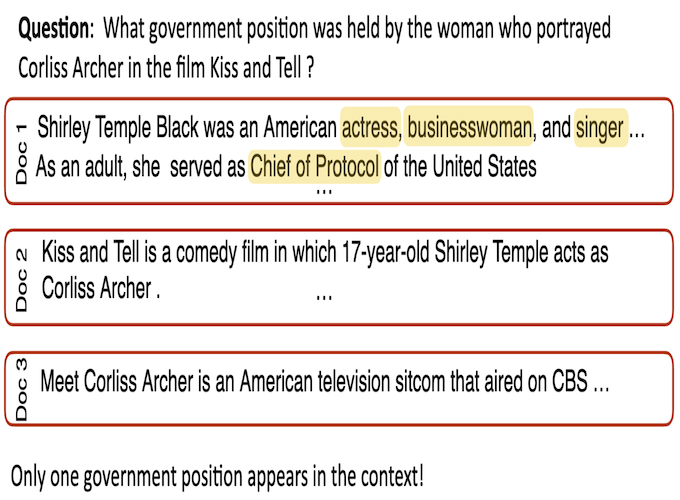 Question: What government position was held by the woman who portrayed
Corliss Archer in the film Kiss and Tell ?
Doc 1
Shirley Temple Black was an American actress, businesswoman, and singer ...
As an adult, she served as Chief of Protocol of the United States
...
Doc 2
Kiss and Tell is a comedy film in which 17-year-old Shirley Temple acts as
Corliss Archer .
...
Doc 3
Meet Corliss Archer is an American television sitcom that aired on CBS ...
Only one government position appears in the context!